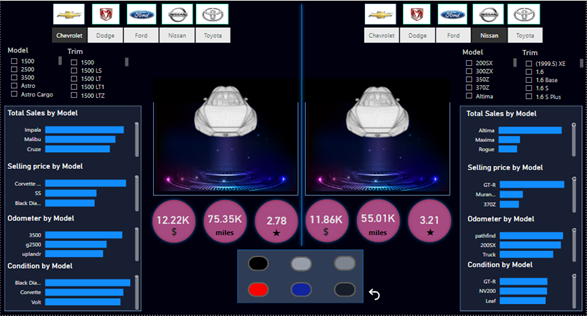 Ford
NISSAN
TOYOTA
Chevrolet
Dodge
Ford
Nissan
Toyota
Model
1500
2500
3500
Astro
Astro Cargo
Trim
1500
1500 LS
1500 LT
1500 LT1
1500 LTZ
Total Sales by Model
Impala
Malibu
Cruze
Selling price by Model
Corvette ...
SS
Black Dia...
Odometer by Model
3500
g2500
uplandr
Condition by Model
Black Dia...
Corvette
Volt
12.22K
$
75.35K
miles
2.78
★
Ford
NISSAN
TOYOTA
Chevrolet
Dodge
Ford
Nissan
Toyota
Model
200SX
300ZX
350Z
370Z
Altima
Trim
(1999.5) XE
1.6
1.6 Base
1.6 S
1.6 S Plus
Total Sales by Model
Altima
Maxima
Rogue
Selling price by Model
GT-R
Muran...
370Z
Odometer by Model
pathfind
200SX
Truck
Condition by Model
GT-R
NV200
Leaf
11.86K
$
55.01K
miles
3.21
★